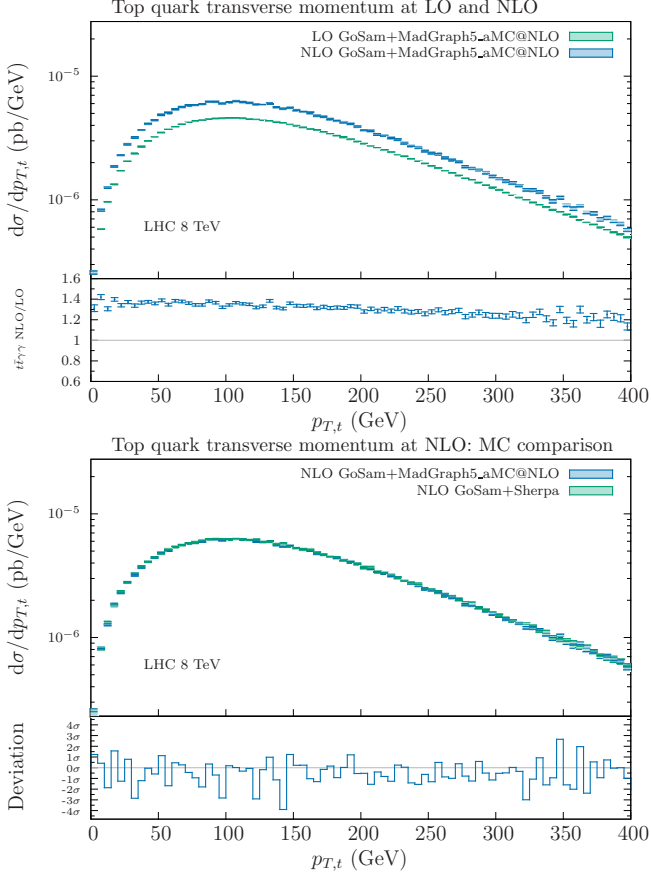 Top quark transverse momentum at LO and NLO
LO GoSam+MadGraph5_aMC@NLO
NLO GoSam+MadGraph5_aMC@NLO
10⁻⁵
10⁻⁶
dσ/dp_{T,t} (pb/GeV)
LHC 8 TeV
1.6
1.4
1.2
1
0.8
0.6
tt̄γγ NLO/LO
0 50 100 150 200 250 300 350 400
p_{T,t} (GeV)
Top quark transverse momentum at NLO: MC comparison
NLO GoSam+MadGraph5_aMC@NLO
NLO GoSam+Sherpa
10⁻⁵
10⁻⁶
dσ/dp_{T,t} (pb/GeV)
LHC 8 TeV
4σ
3σ
2σ
1σ
0σ
-1σ
-2σ
-3σ
-4σ
Deviation
0 50 100 150 200 250 300 350 400
p_{T,t} (GeV)